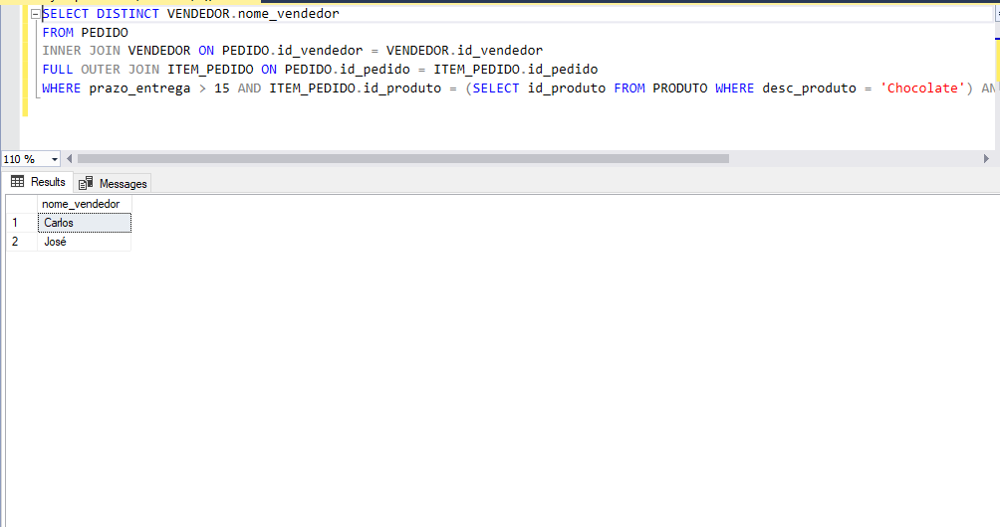 SELECT DISTINCT VENDEDOR.nome_vendedor
FROM PEDIDO
INNER JOIN VENDEDOR ON PEDIDO.id_vendedor = VENDEDOR.id_vendedor
FULL OUTER JOIN ITEM_PEDIDO ON PEDIDO.id_pedido = ITEM_PEDIDO.id_pedido
WHERE prazo_entrega > 15 AND ITEM_PEDIDO.id_produto = (SELECT id_produto FROM PRODUTO WHERE desc_produto = 'Chocolate') AN
110 %
Results Messages
nome_vendedor
1 Carlos
2 José